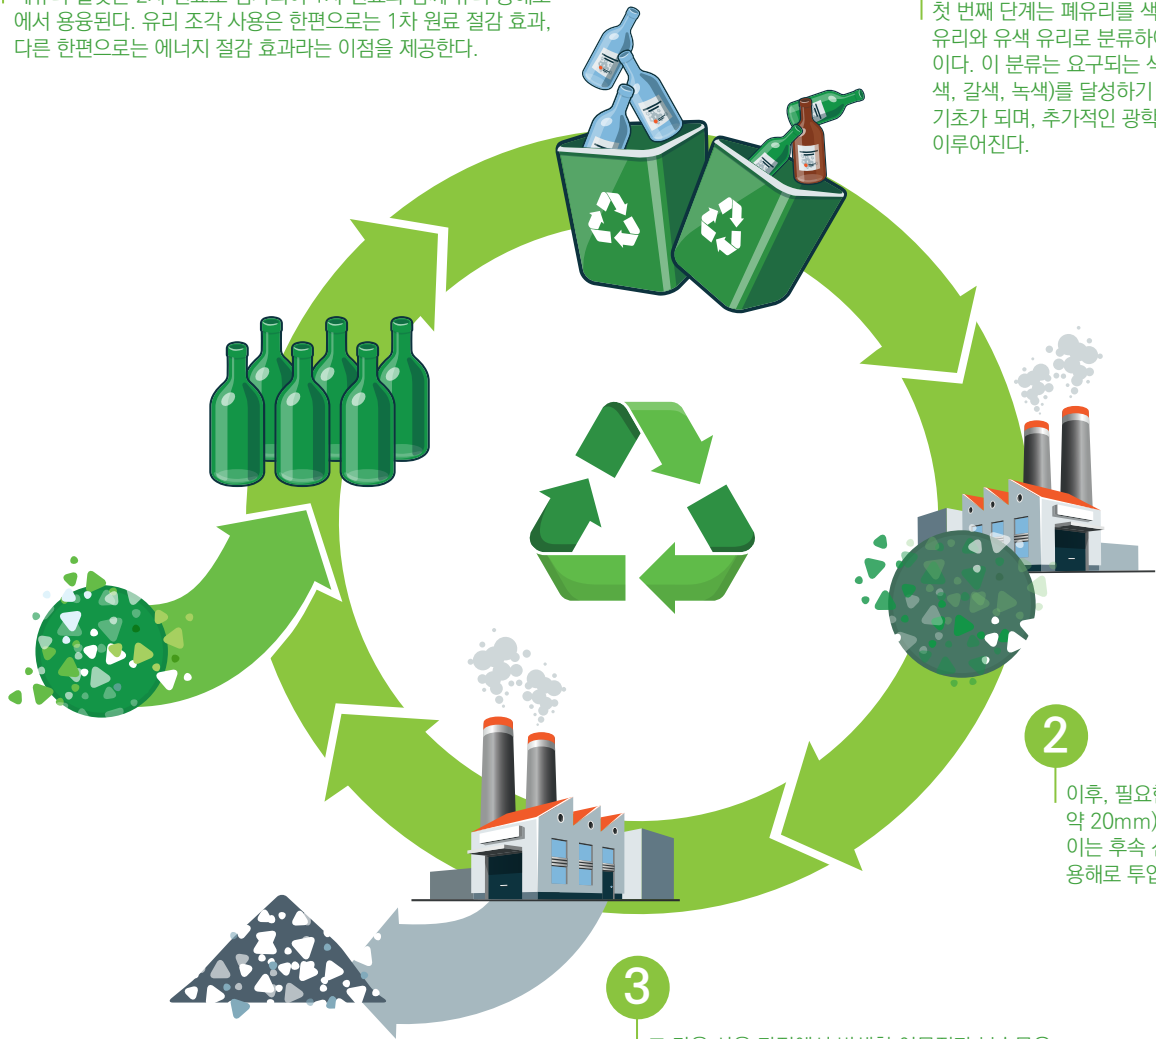 에서 용융된다. 유리 조각 사용은 한편으로는 1차 원료 절감 효과,
다른 한편으로는 에너지 절감 효과라는 이점을 제공한다.
첫 번째 단계는 폐유리를 색
유리와 유색 유리로 분류하여
이다. 이 분류는 요구되는 색
색, 갈색, 녹색)를 달성하기
기초가 되며, 추가적인 광학
이루어진다.
2
이후, 필요한
약 20mm)
이는 후속 선
용해로 투입
3